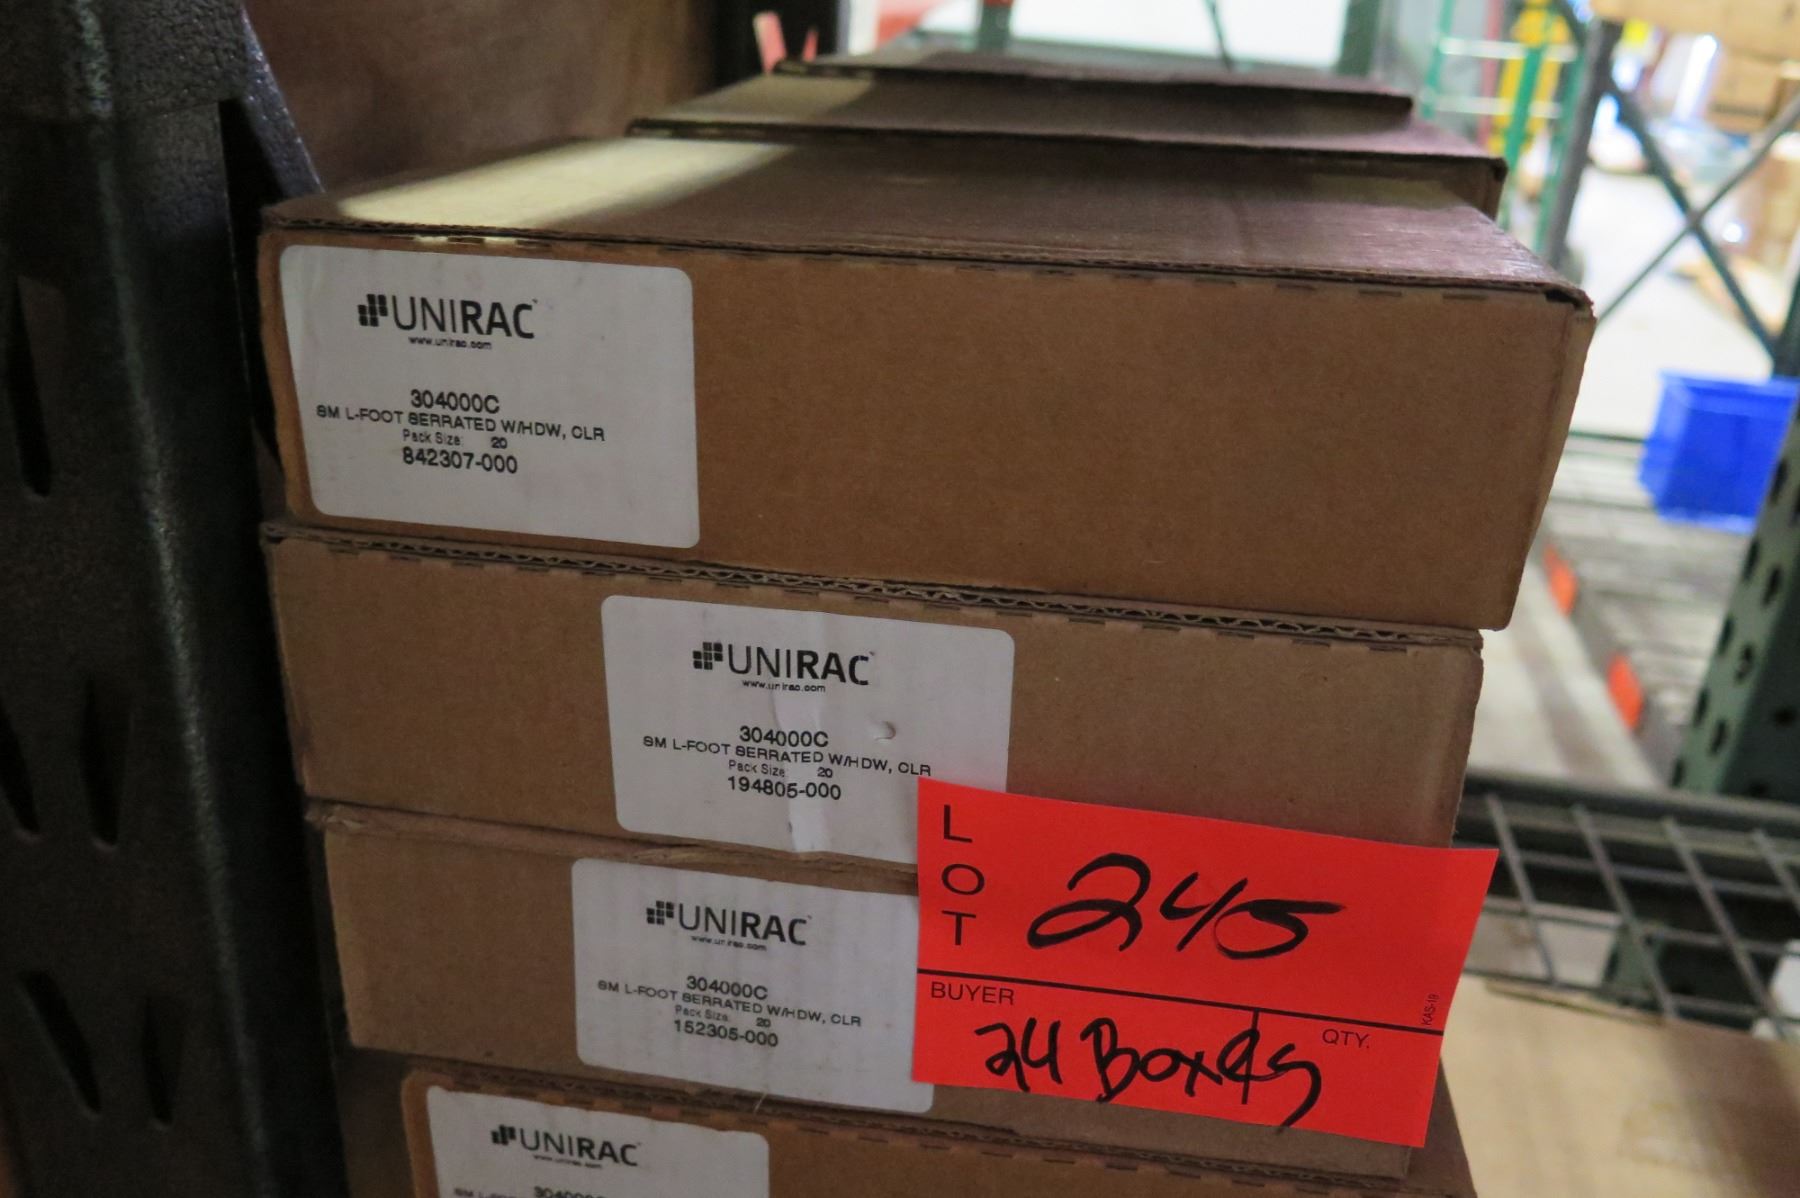 UNIRAC
www.unirac.com
304000C
SM L-FOOT SERRATED W/HDW, CLR
Pack Size: 20
842307-000
UNIRAC
www.unirac.com
304000C
SM L-FOOT SERRATED W/HDW, CLR
Pack Size: 20
194805-000
UNIRAC
www.unirac.com
304000C
SM L-FOOT SERRATED W/HDW, CLR
Pack Size: 20
152305-000
LOT 245
BUYER
QTY.
24 Boxes
KAS-19
UNIRAC
www.unirac.com